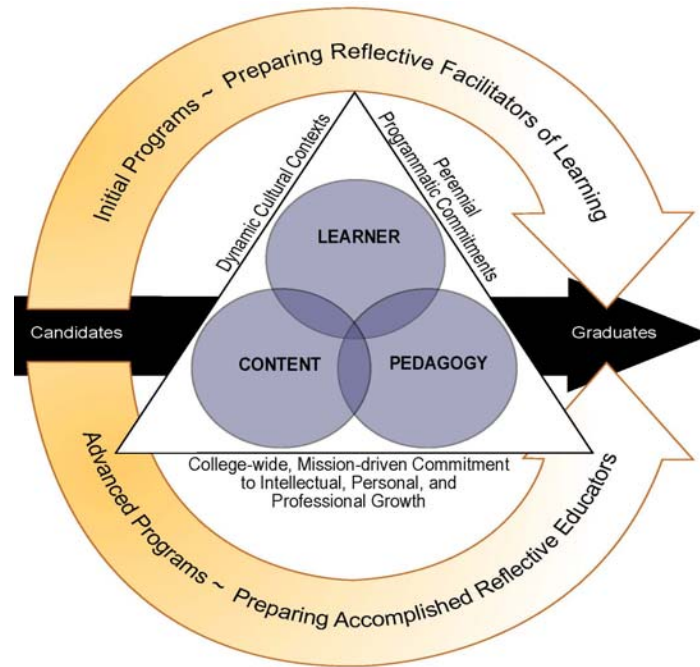 Initial Programs ~ Preparing Reflective Facilitators of Learning
Dynamic Cultural Contexts
Perennial
Programmatic Commitments
LEARNER
Candidates
Graduates
CONTENT
PEDAGOGY
College-wide, Mission-driven Commitment
to Intellectual, Personal, and
Professional Growth
Advanced Programs ~ Preparing Accomplished Reflective Educators